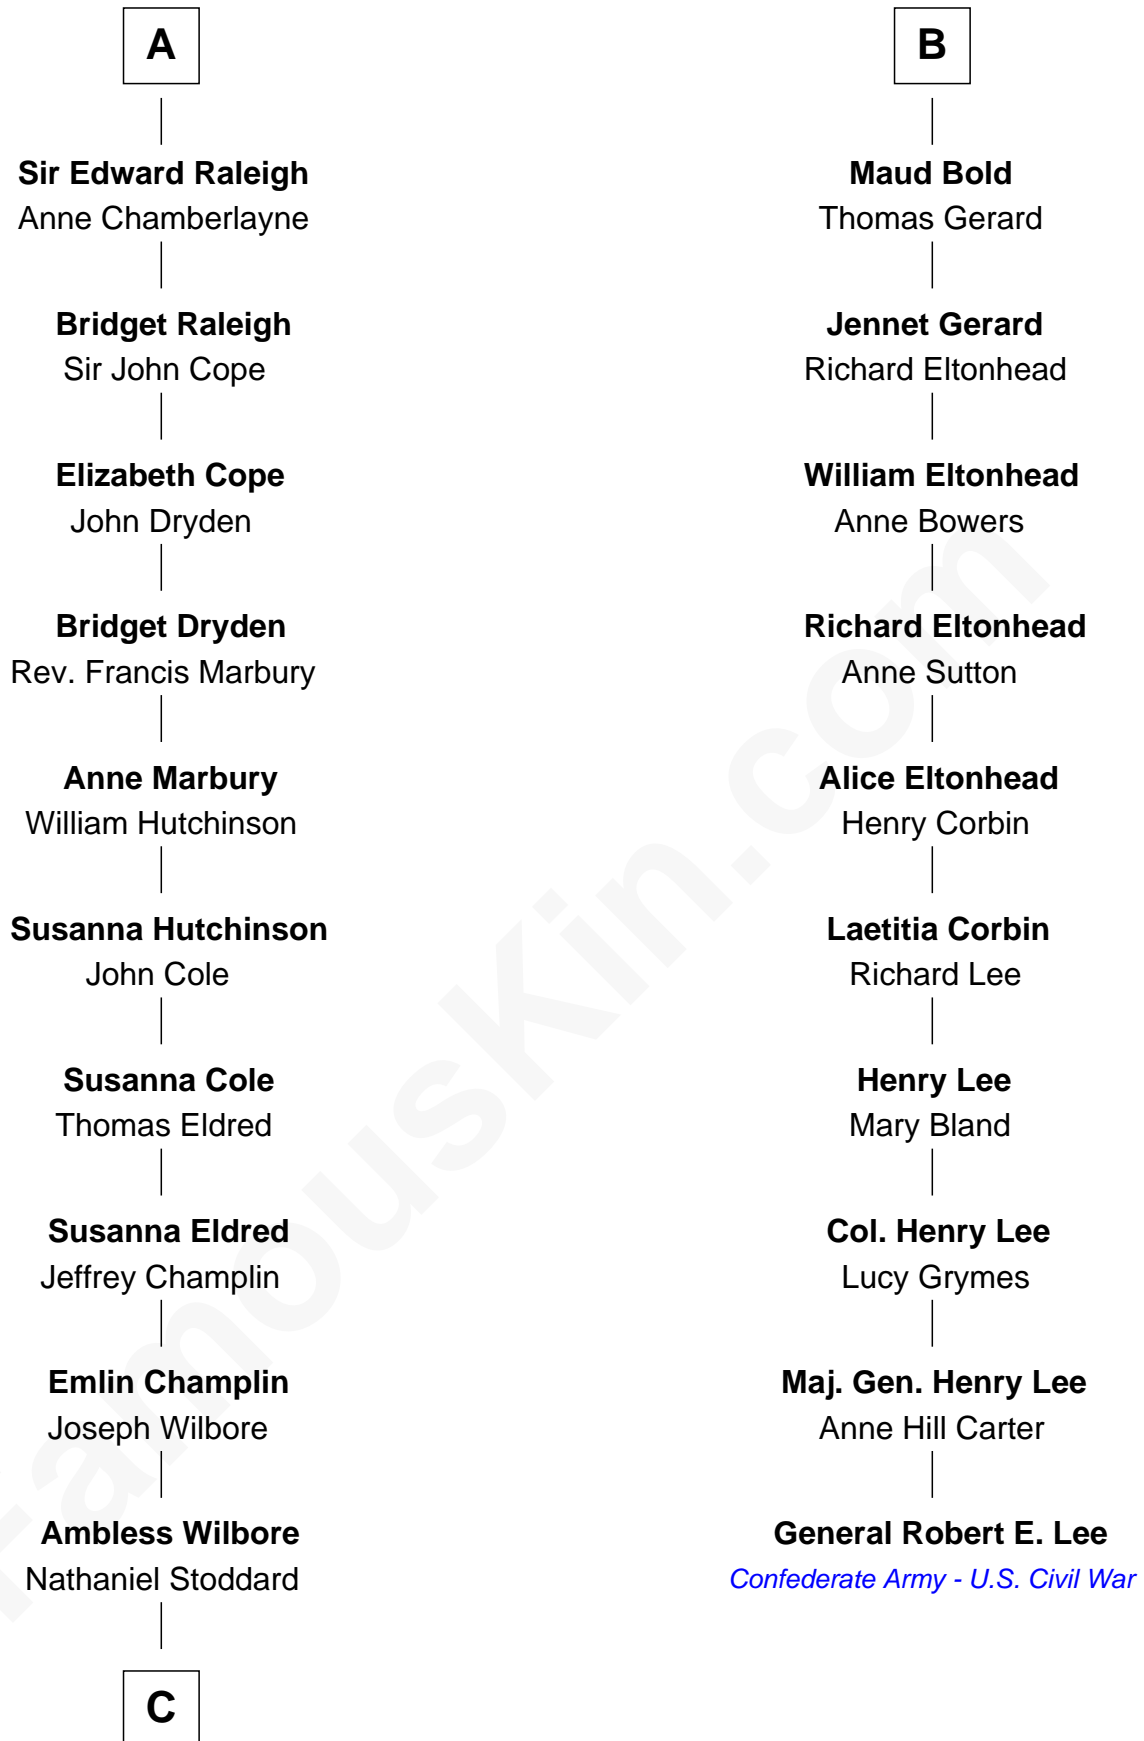 A
Sir Edward Raleigh
Anne Chamberlayne
Bridget Raleigh
Sir John Cope
Elizabeth Cope
John Dryden
Bridget Dryden
Rev. Francis Marbury
Anne Marbury
William Hutchinson
Susanna Hutchinson
John Cole
Susanna Cole
Thomas Eldred
Susanna Eldred
Jeffrey Champlin
Emlin Champlin
Joseph Wilbore
Ambless Wilbore
Nathaniel Stoddard
C
B
Maud Bold
Thomas Gerard
Jennet Gerard
Richard Eltonhead
William Eltonhead
Anne Bowers
Richard Eltonhead
Anne Sutton
Alice Eltonhead
Henry Corbin
Laetitia Corbin
Richard Lee
Henry Lee
Mary Bland
Col. Henry Lee
Lucy Grymes
Maj. Gen. Henry Lee
Anne Hill Carter
General Robert E. Lee
Confederate Army - U.S. Civil War
FamousKin.com